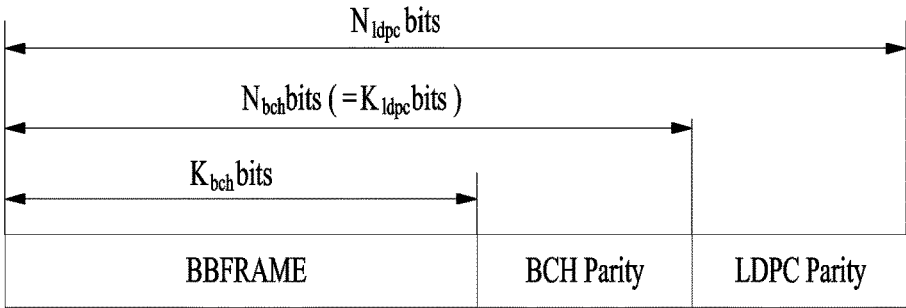 N_ldpc bits
N_bch bits ( =K_ldpc bits )
K_bch bits
BBFRAME BCH Parity LDPC Parity